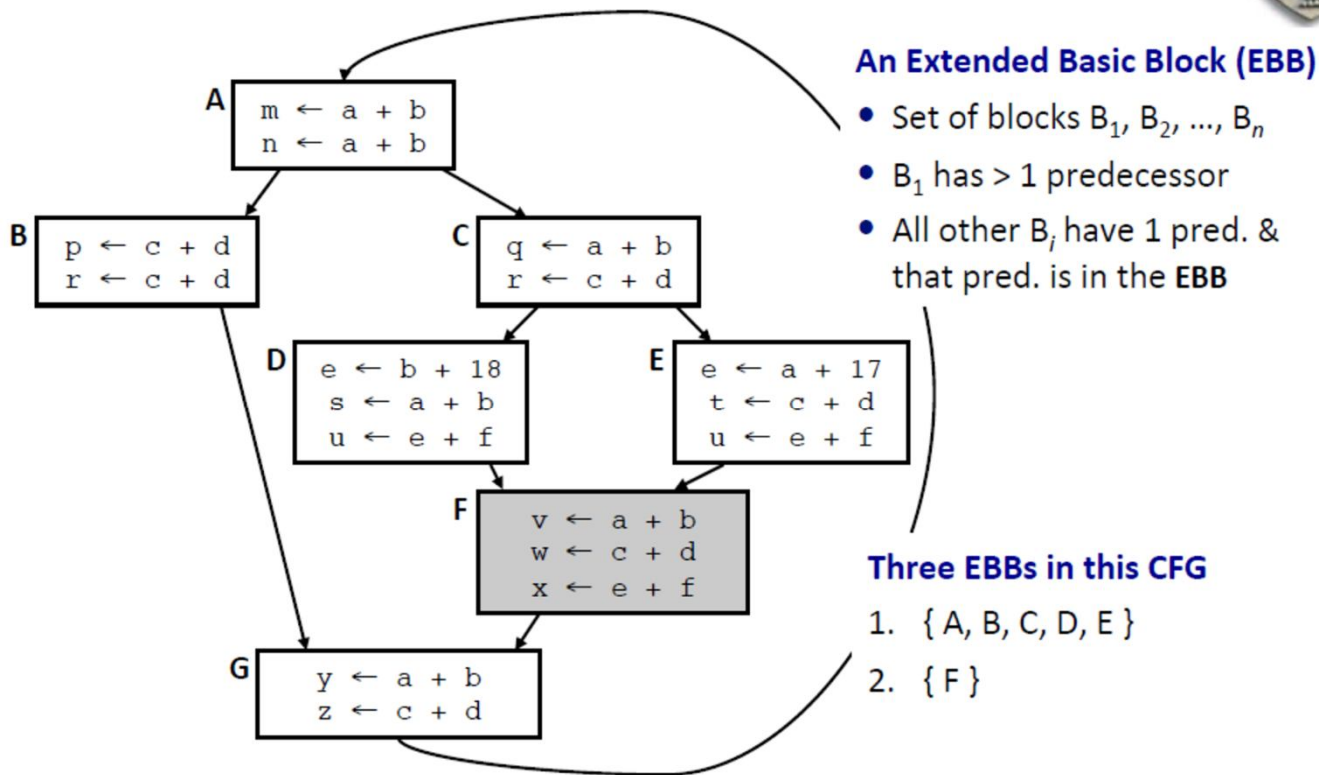 An Extended Basic Block (EBB)
• Set of blocks B₁, B₂, ..., Bₙ
• B₁ has > 1 predecessor
• All other Bᵢ have 1 pred. &
that pred. is in the EBB
A
m ← a + b
n ← a + b
B
p ← c + d
r ← c + d
C
q ← a + b
r ← c + d
D
e ← b + 18
s ← a + b
u ← e + f
E
e ← a + 17
t ← c + d
u ← e + f
F
v ← a + b
w ← c + d
x ← e + f
G
y ← a + b
z ← c + d
Three EBBs in this CFG
1. { A, B, C, D, E }
2. { F }